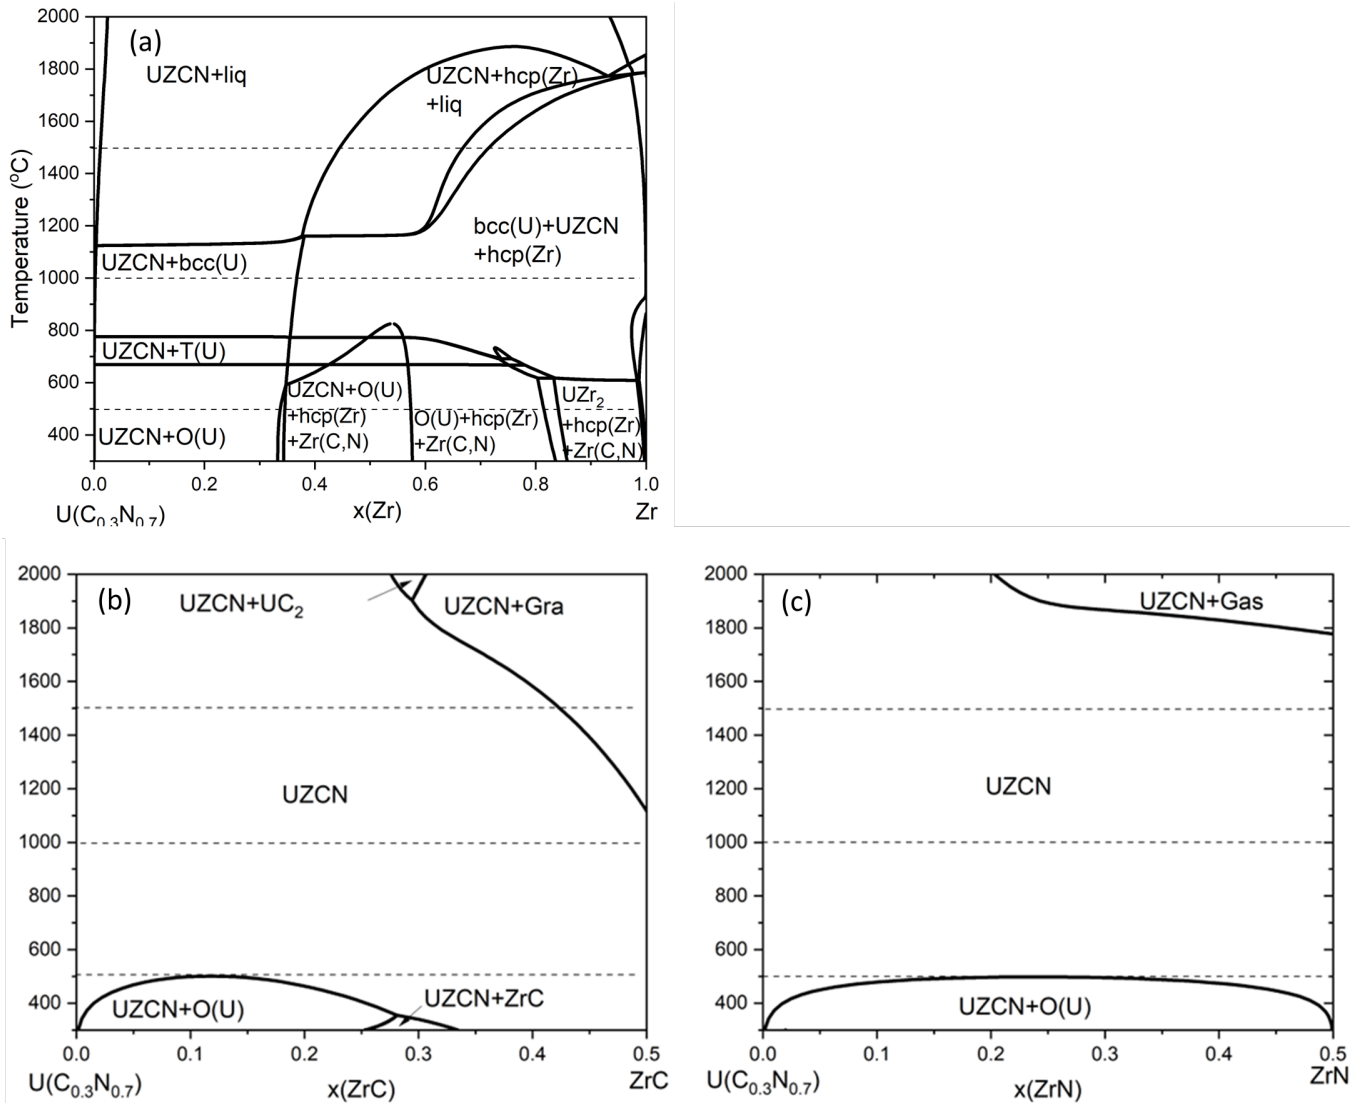 2000
(a)
UZCN+liq
1800
UZCN+hcp(Zr)
+liq
1600
1400
Temperature (°C)
1200
bcc(U)+UZCN
+hcp(Zr)
UZCN+bcc(U)
1000
800
UZCN+T(U)
600
UZCN+O(U)
+hcp(Zr)
+Zr(C,N)
O(U)+hcp(Zr)
+Zr(C,N)
UZr2
+hcp(Zr)
+Zr(C,N)
UZCN+O(U)
400
0.0 0.2 0.4 0.6 0.8 1.0
U(C0.3N0.7) x(Zr) Zr
2000
(b)
UZCN+UC2
UZCN+Gra
1800
1600
1400
1200
UZCN
1000
800
600
400
UZCN+O(U)
UZCN+ZrC
0.0 0.1 0.2 0.3 0.4 0.5
U(C0.3N0.7) x(ZrC) ZrC
2000
(c)
UZCN+Gas
1800
1600
1400
1200
UZCN
1000
800
600
400
UZCN+O(U)
0.0 0.1 0.2 0.3 0.4 0.5
U(C0.3N0.7) x(ZrN) ZrN